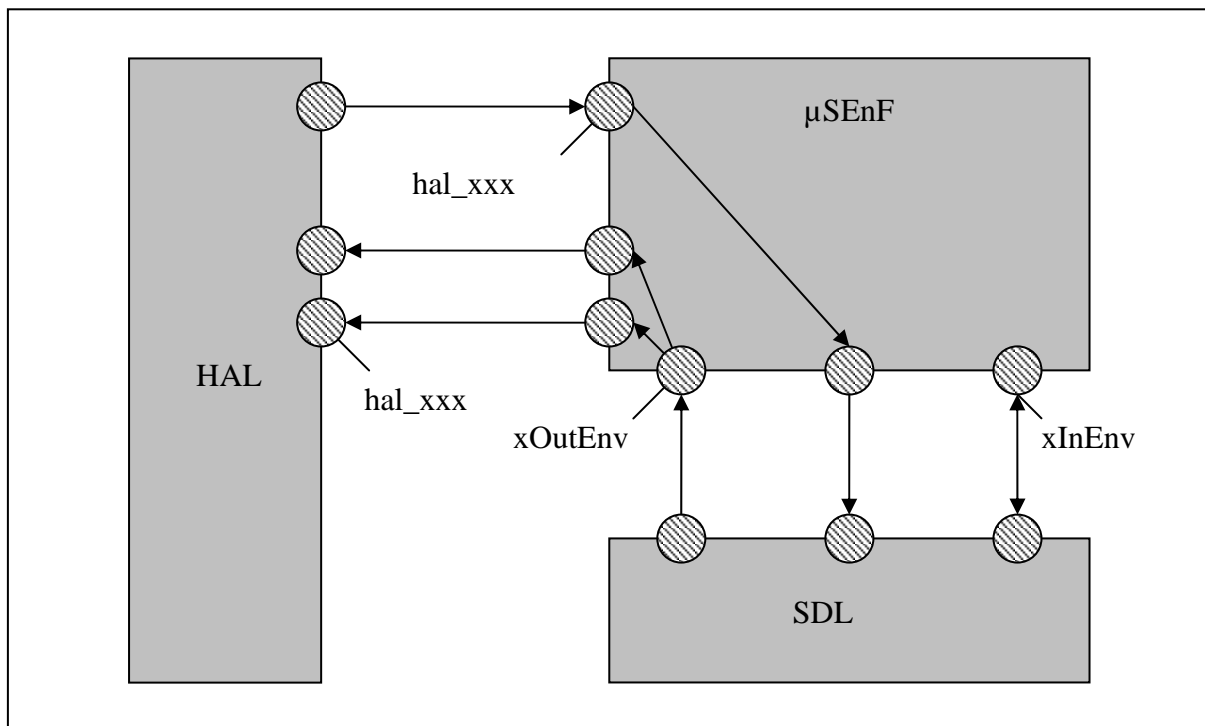 µSEnF
hal_xxx
HAL
hal_xxx
xOutEnv
xInEnv
SDL